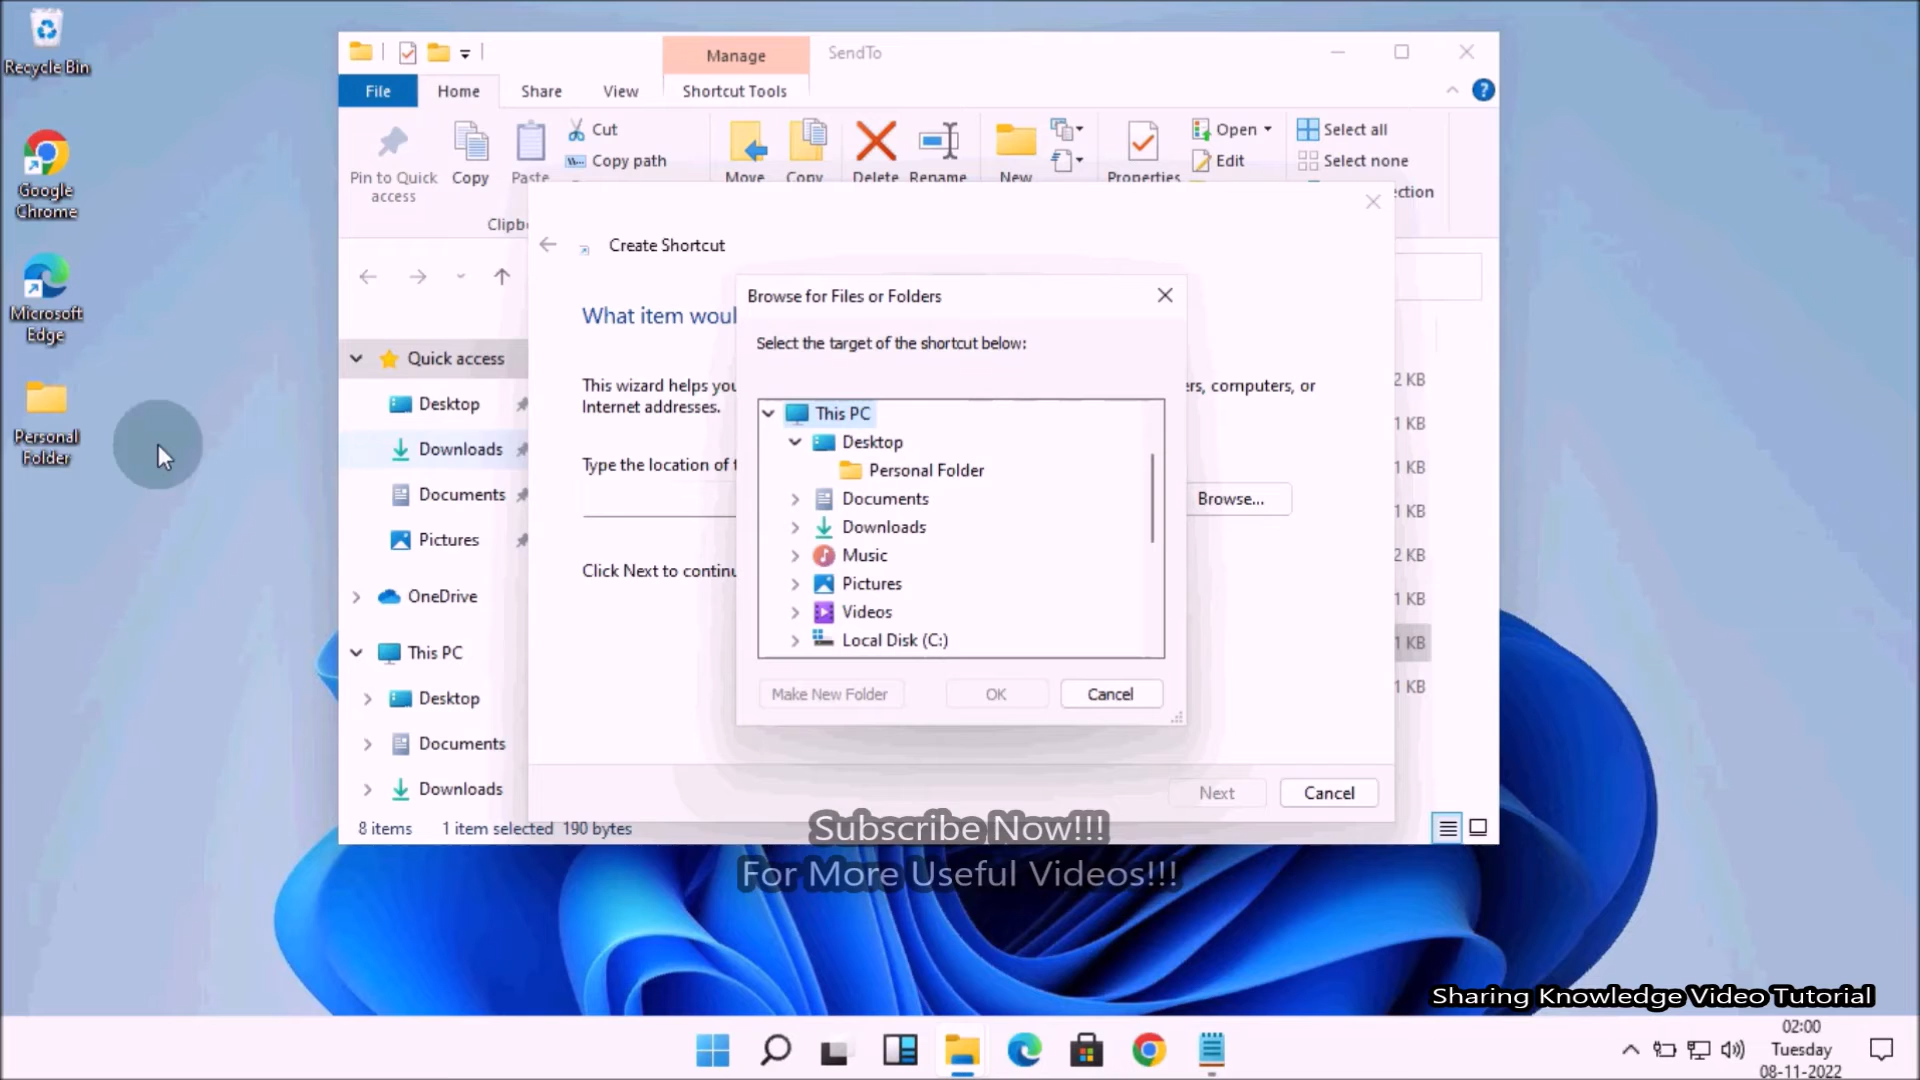 Recycle Bin
Google
Chrome
Microsoft
Edge
Personal
Folder
Manage
SendTo
File
Home
Share
View
Shortcut Tools
Pin to Quick
access
Copy
Paste
Cut
Copy path
Move
Copy
Delete
Rename
New
Properties
Open
Edit
Select all
Select none
ction
Clipb
Create Shortcut
What item woul
This wizard helps you
ers, computers, or
Internet addresses.
Type the location of t
Browse...
Click Next to continu
Next
Cancel
Browse for Files or Folders
Select the target of the shortcut below:
This PC
Desktop
Personal Folder
Documents
Downloads
Music
Pictures
Videos
Local Disk (C:)
Make New Folder
OK
Cancel
Quick access
Desktop
Downloads
Documents
Pictures
OneDrive
This PC
Desktop
Documents
Downloads
2 KB
1 KB
1 KB
1 KB
2 KB
1 KB
1 KB
1 KB
8 items
1 item selected 190 bytes
Subscribe Now!!!
For More Useful Videos!!!
Sharing Knowledge Video Tutorial
02:00
Tuesday
08-11-2022